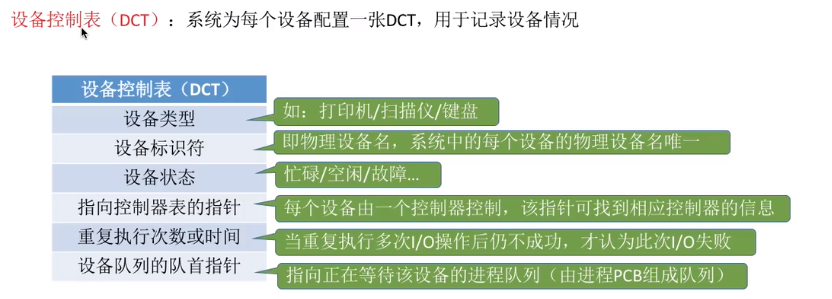 设备控制表（DCT）：系统为每个设备配置一张DCT，用于记录设备情况
设备控制表（DCT）
设备类型
如：打印机/扫描仪/键盘
设备标识符
即物理设备名，系统中的每个设备的物理设备名唯一
设备状态
忙碌/空闲/故障...
指向控制器表的指针
每个设备由一个控制器控制，该指针可找到相应控制器的信息
重复执行次数或时间
当重复执行多次I/O操作后仍不成功，才认为此次I/O失败
设备队列的队首指针
指向正在等待该设备的进程队列（由进程PCB组成队列）